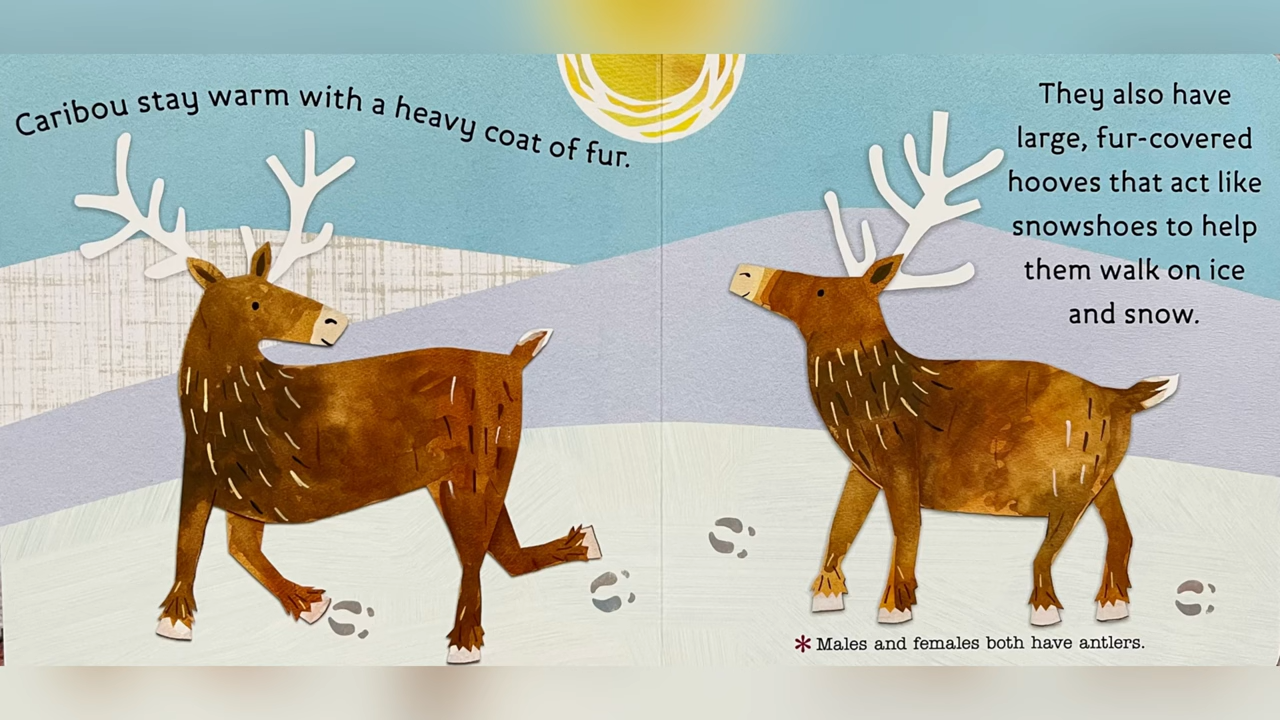 Caribou stay warm with a heavy coat of fur.
They also have
large, fur-covered
hooves that act like
snowshoes to help
them walk on ice
and snow.
* Males and females both have antlers.